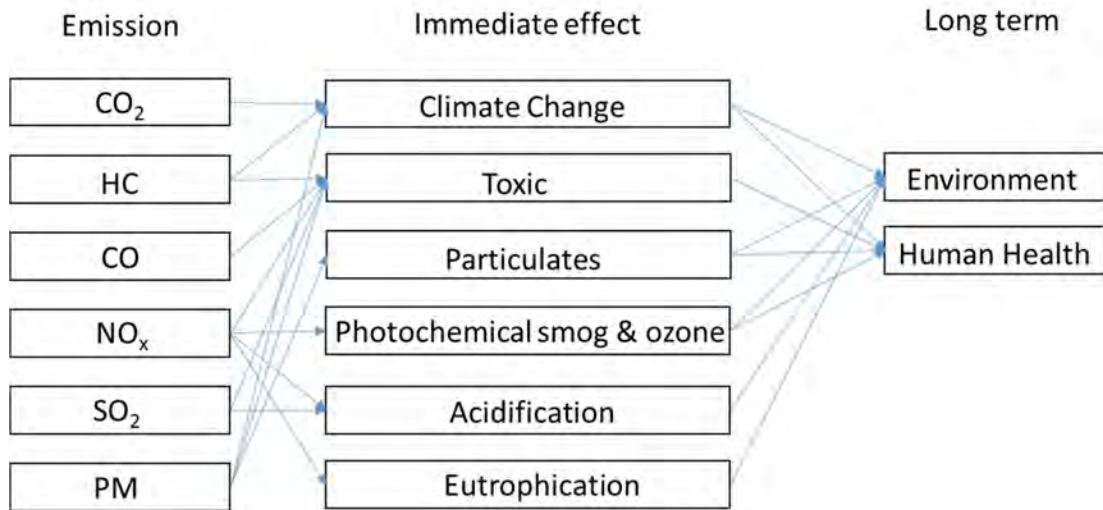 Emission
Immediate effect
Long term
CO₂
HC
CO
NOₓ
SO₂
PM
Climate Change
Toxic
Particulates
Photochemical smog & ozone
Acidification
Eutrophication
Environment
Human Health